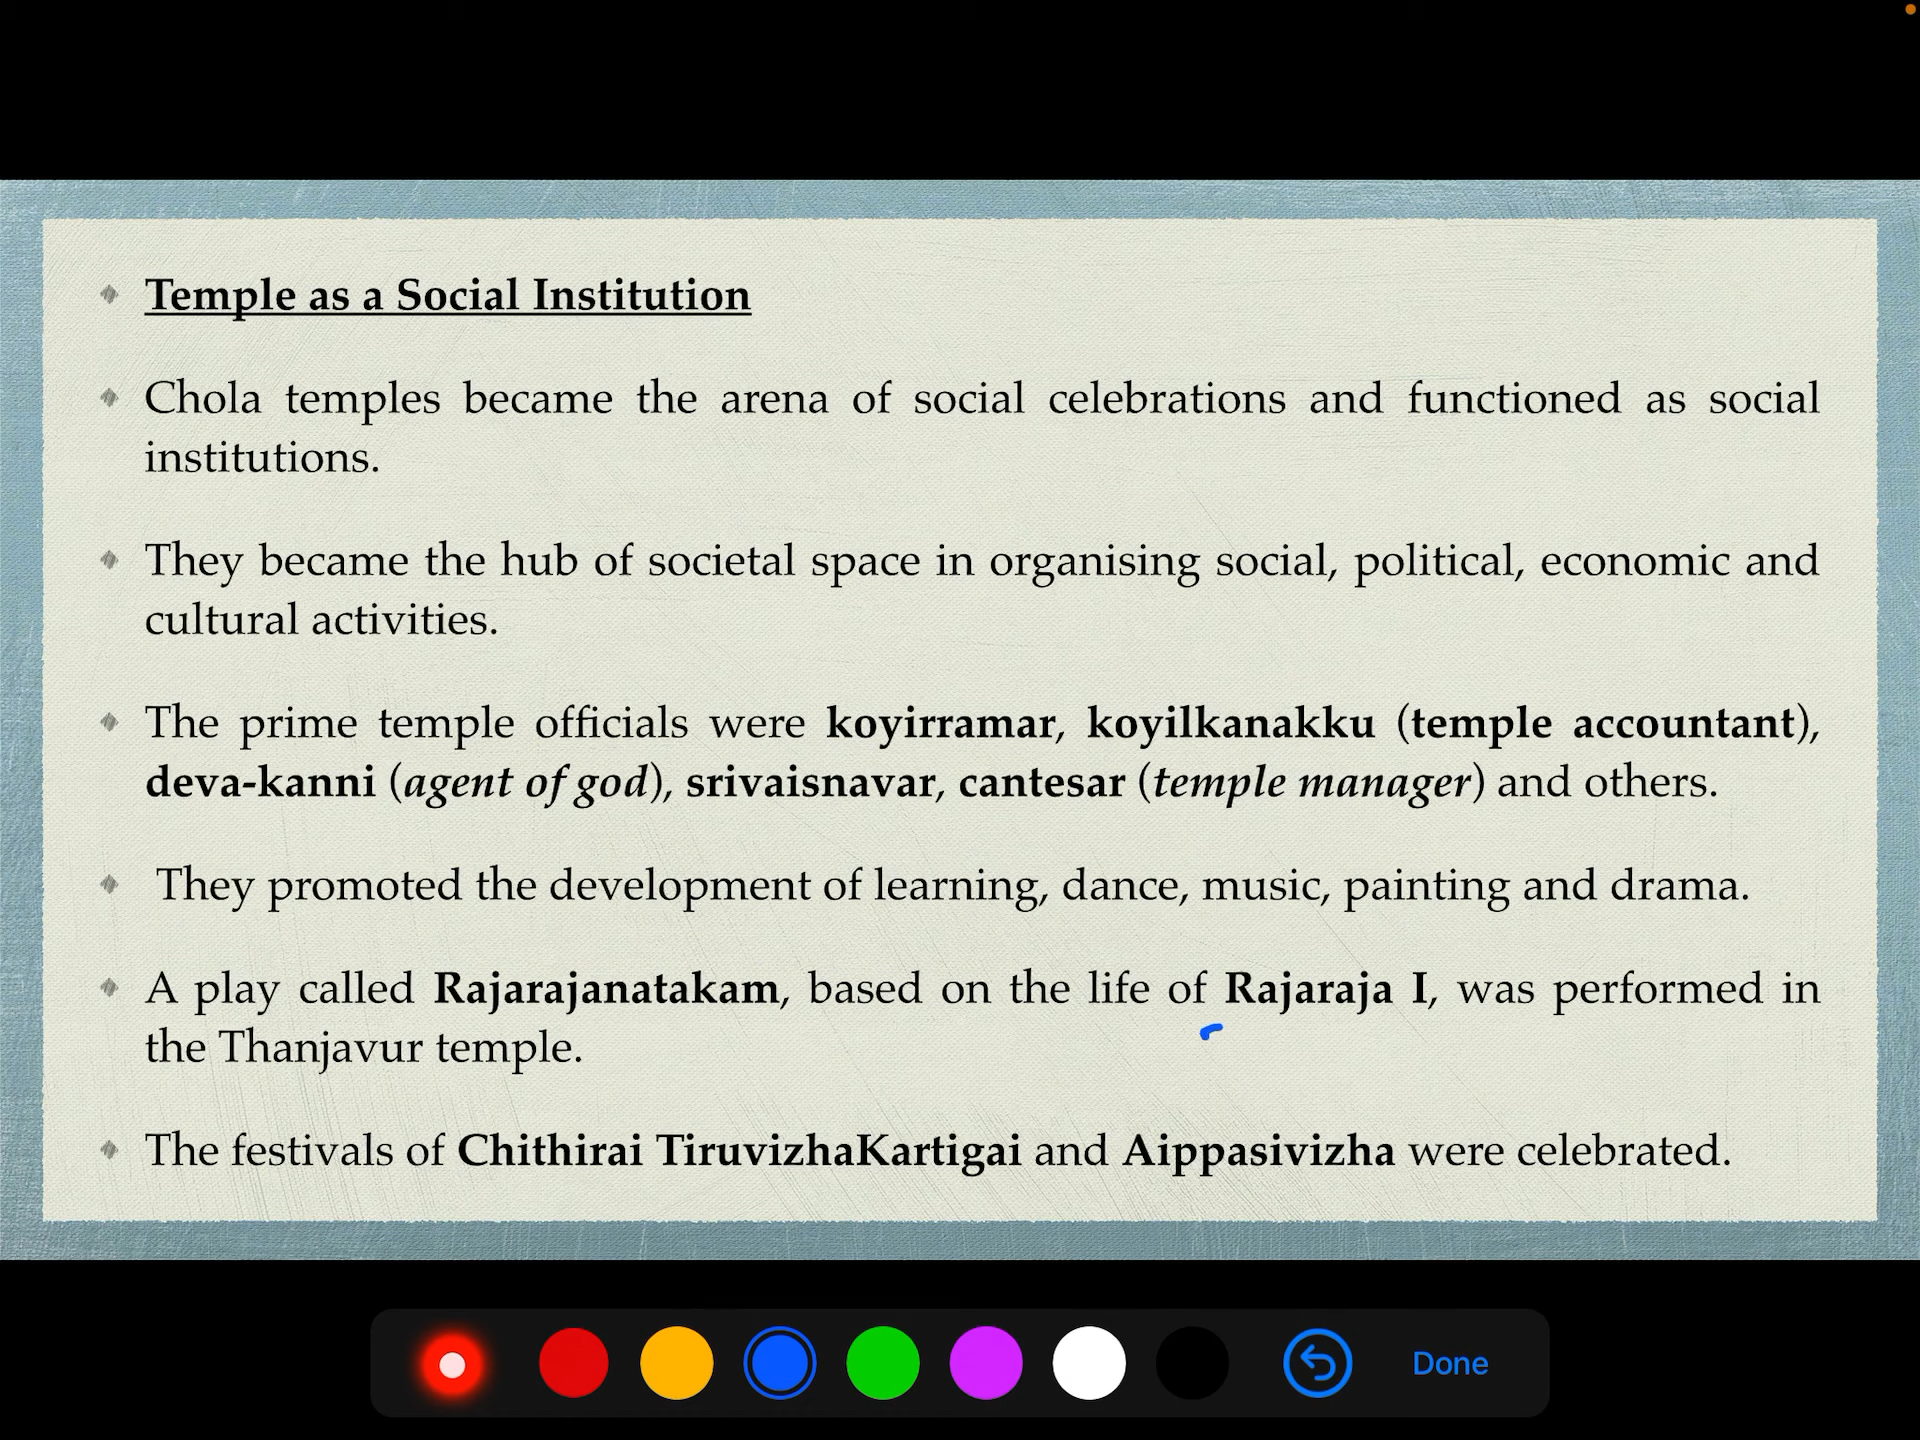 Temple as a Social Institution
Chola temples became the arena of social celebrations and functioned as social
institutions.
They became the hub of societal space in organising social, political, economic and
cultural activities.
The prime temple officials were koyirramar, koyilkanakku (temple accountant),
deva-kanni (agent of god), srivaisnavar, cantesar (temple manager) and others.
They promoted the development of learning, dance, music, painting and drama.
A play called Rajarajanatakam, based on the life of Rajaraja I, was performed in
the Thanjavur temple.
The festivals of Chithirai TiruvizhaKartigai and Aippasivizha were celebrated.
Done